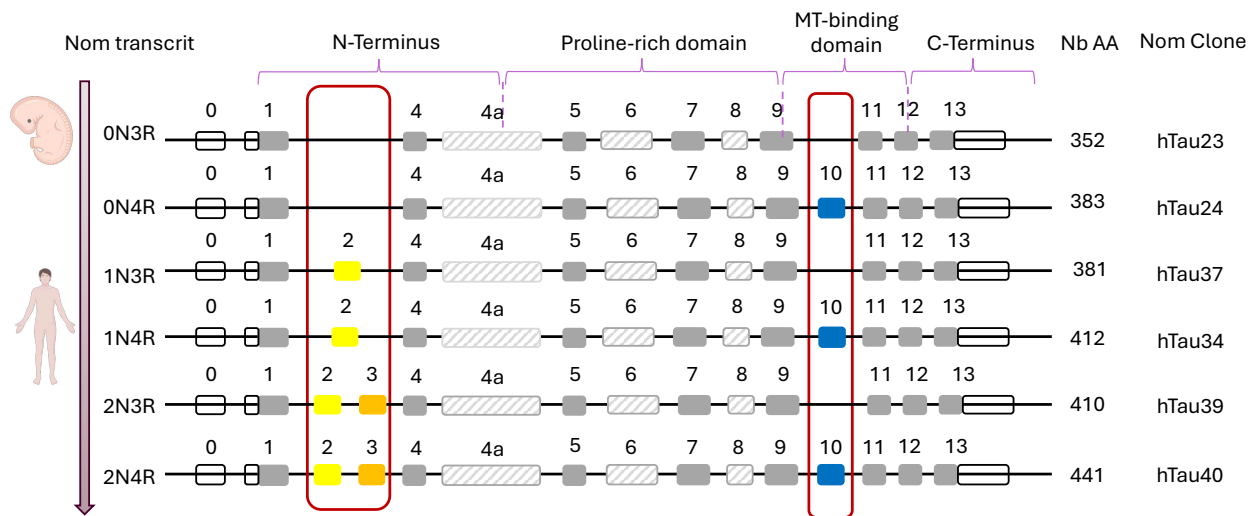 Nom transcrit N-Terminus Proline-rich domain MT-binding domain C-Terminus Nb AA Nom Clone
0 1 4 4a 5 6 7 8 9 11 12 13
0N3R 352 hTau23
0 1 4 4a 5 6 7 8 9 10 11 12 13
0N4R 383 hTau24
2 0 1 4 4a 5 6 7 8 9 11 12 13
1N3R 381 hTau37
0 1 2 4 4a 5 6 7 8 9 10 11 12 13
1N4R 412 hTau34
0 1 2 3 4 4a 5 6 7 8 9 11 12 13
2N3R 410 hTau39
0 1 2 3 4 4a 5 6 7 8 9 10 11 12 13
2N4R 441 hTau40